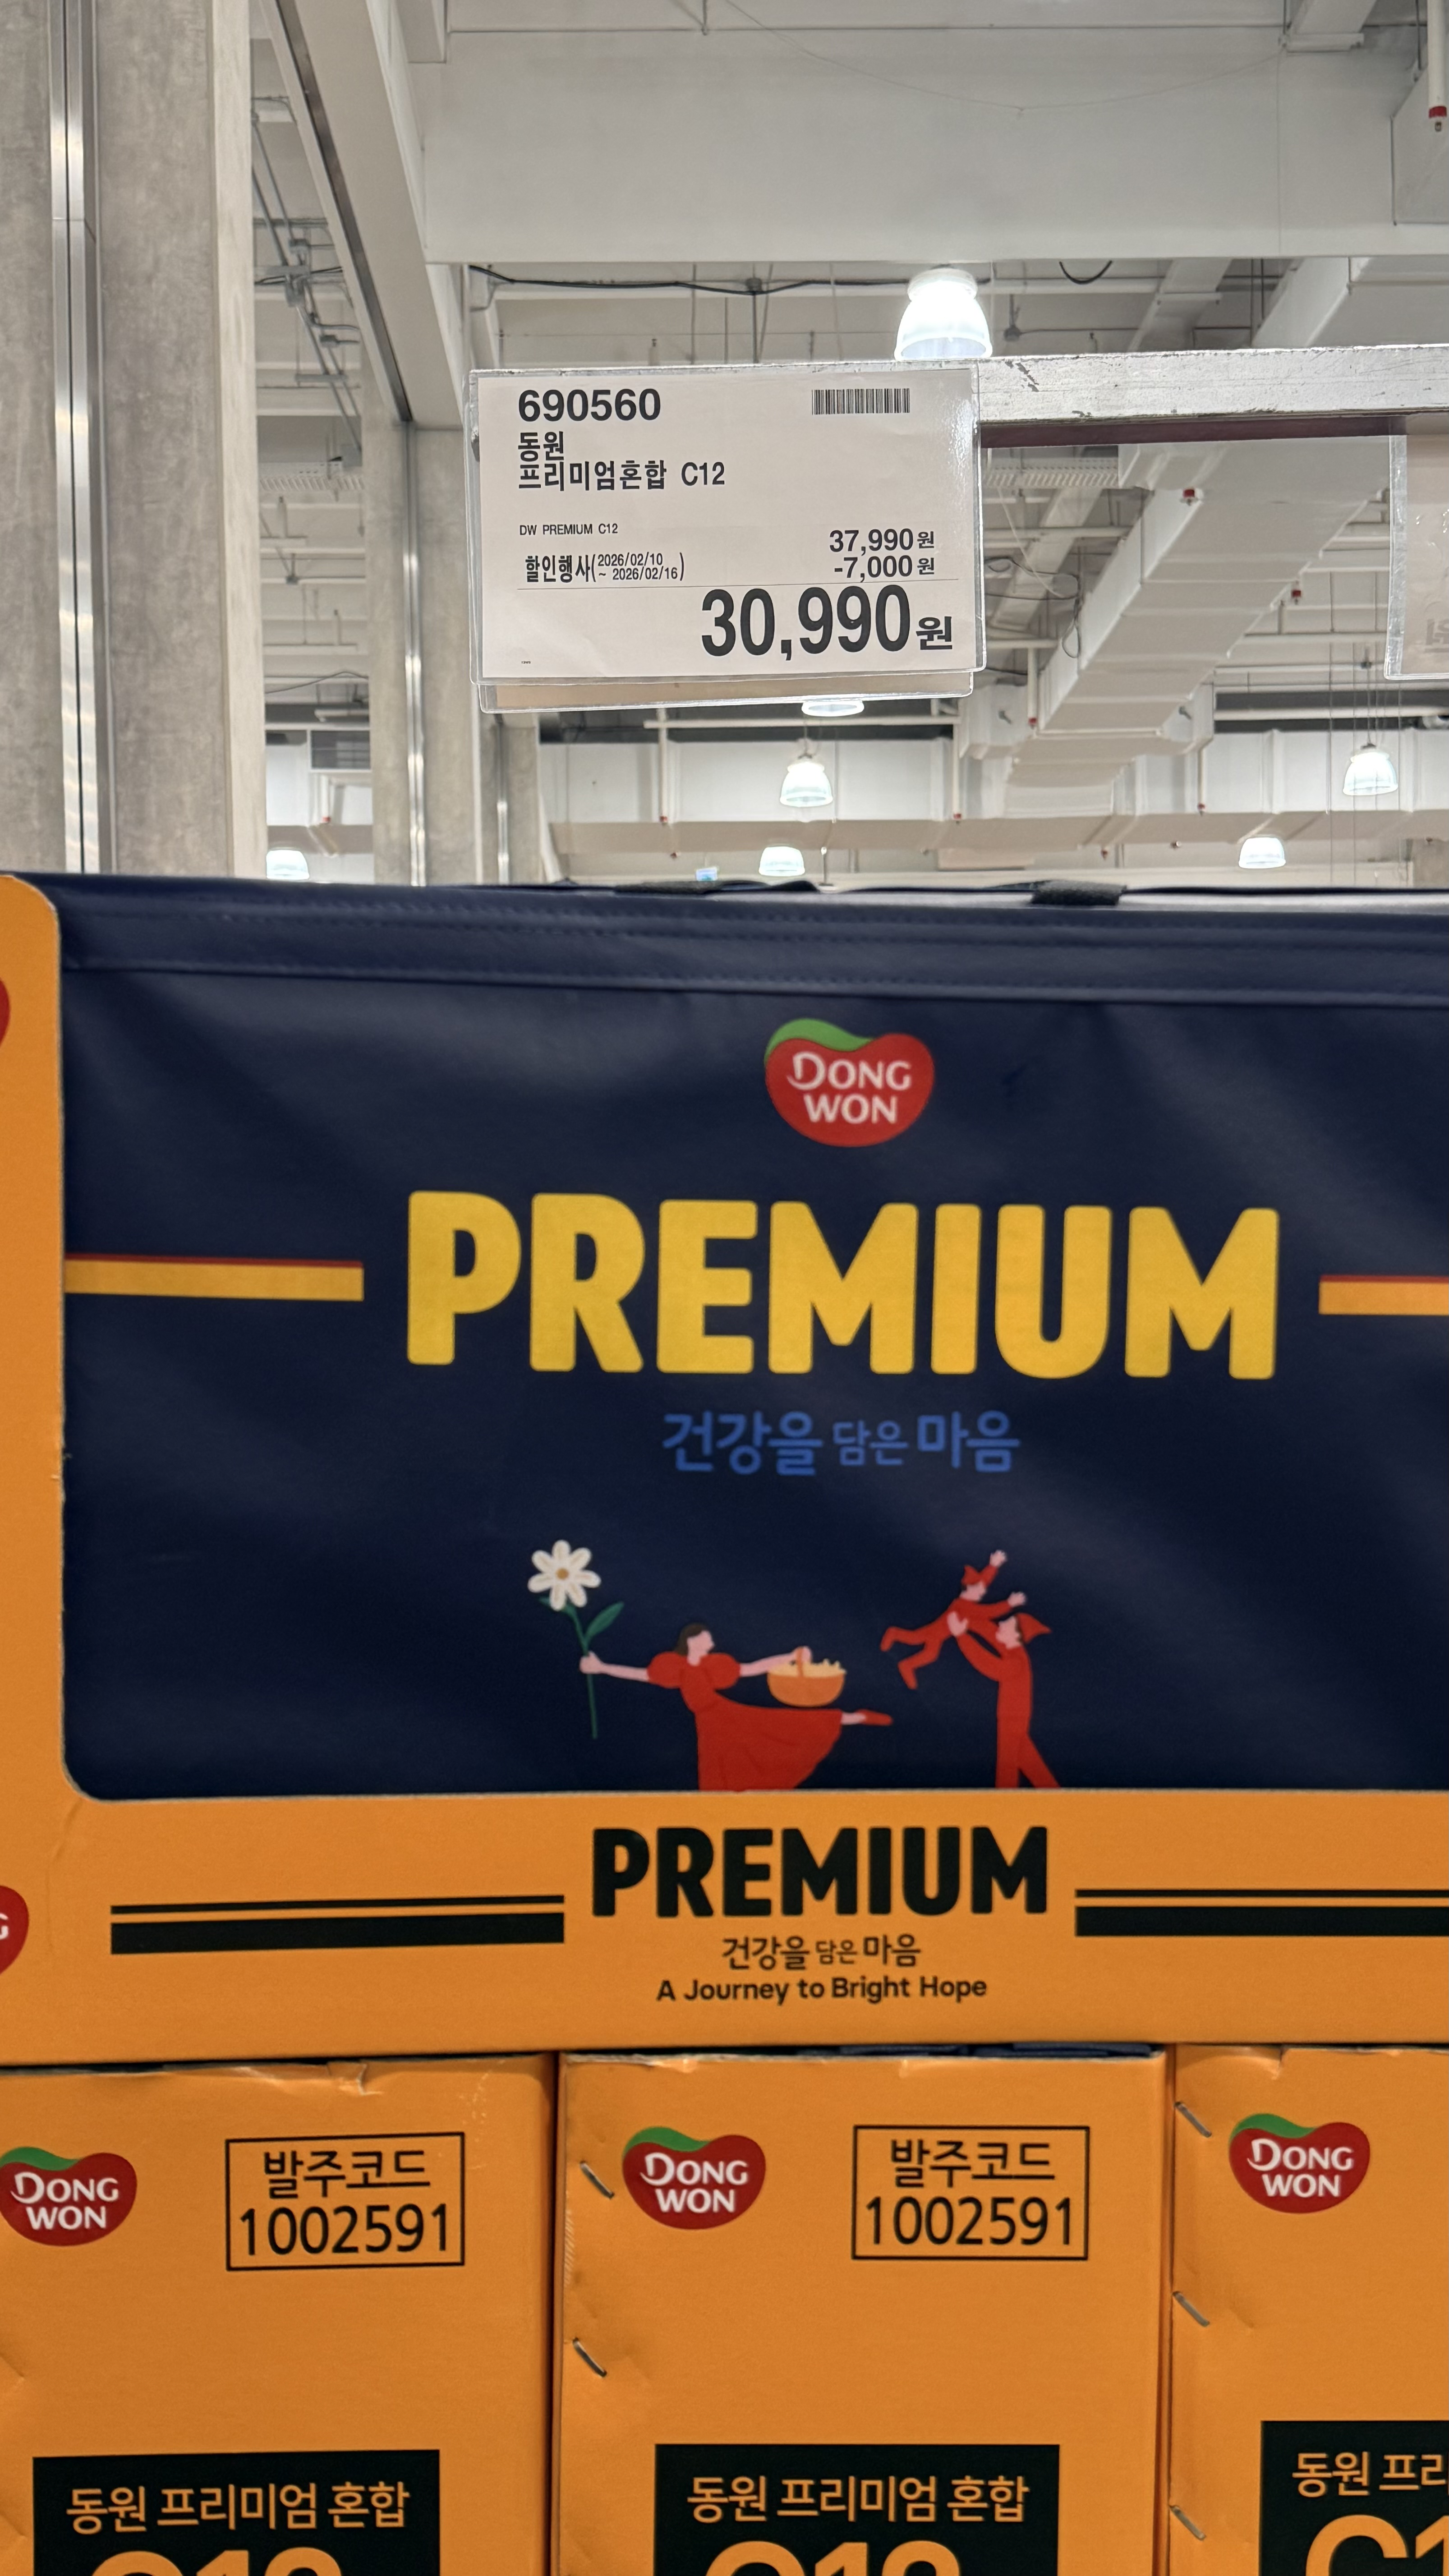 690560
동원
프리미엄혼합 C12
DW PREMIUM C12
37,990원
할인행사(2026/02/10 ~ 2026/02/16)
-7,000원
30,990원
DONG WON
PREMIUM
건강을 담은 마음
PREMIUM
건강을 담은 마음
A Journey to Bright Hope
DONG WON
발주코드
1002591
DONG WON
발주코드
1002591
DONG WON
동원 프리미엄 혼합
C12
동원 프리미엄 혼합
C12
동원